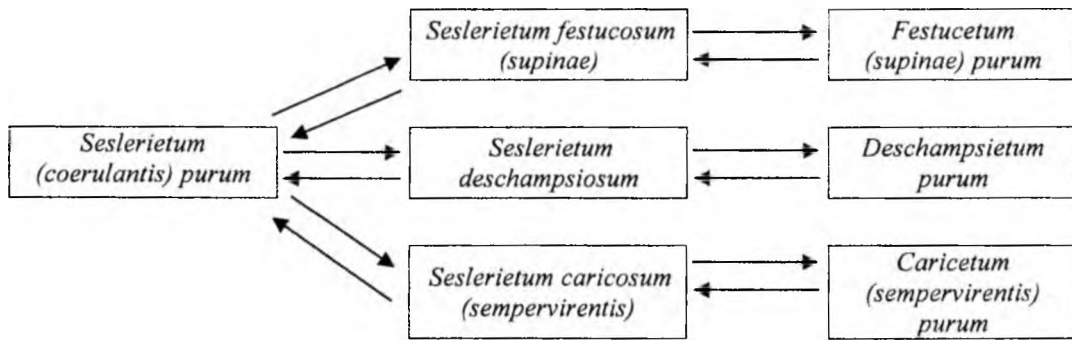 Seslerietum festucosum
(supinae)
Festucetum
(supinae) purum
Seslerietum
(coerulantis) purum
Seslerietum
deschampsiosum
Deschampsietum
purum
Seslerietum caricosum
(sempervirentis)
Caricetum
(sempervirentis)
purum